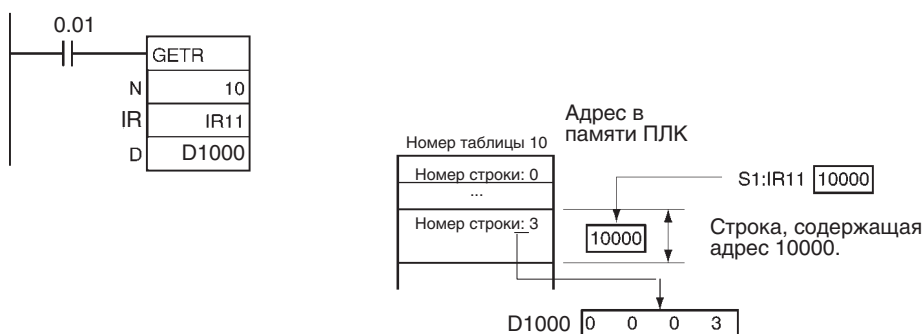 0.01
GETR
N 10
IR IR11
D D1000
Адрес в
памяти ПЛК
Номер таблицы 10
Номер строки: 0
...
S1:IR11 10000
Номер строки: 3
10000
Строка, содержащая
адрес 10000.
D1000 0 0 0 3